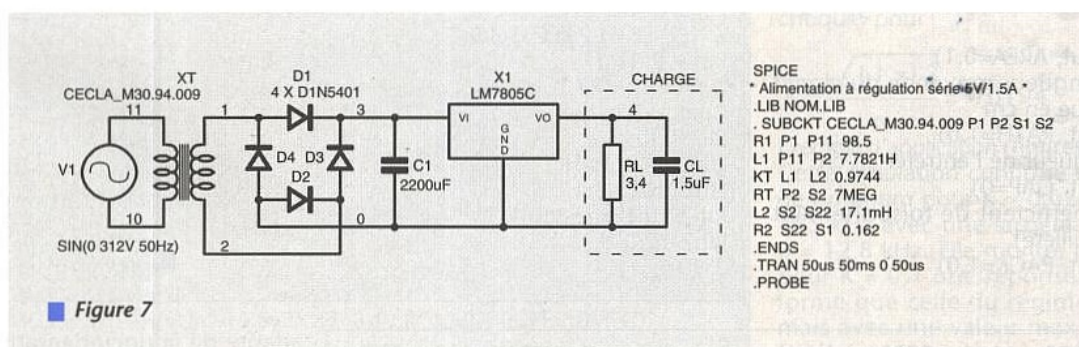 XT
CECLA_M30.94.009
11
1
V1
10
2
SIN(0 312V 50Hz)
D1
4 X D1N5401
D4
D3
D2
3
0
C1
2200uF
X1
LM7805C
VI
VO
GND
CHARGE
4
RL
3,4
CL
1,5uF
SPICE
* Alimentation à régulation série 5V/1.5A *
.LIB NOM.LIB
. SUBCKT CECLA_M30.94.009 P1 P2 S1 S2
R1 P1 P11 98.5
L1 P11 P2 7.7821H
KT L1 L2 0.9744
RT P2 S2 7MEG
L2 S2 S22 17.1mH
R2 S22 S1 0.162
.ENDS
.TRAN 50us 50ms 0 50us
.PROBE
Figure 7